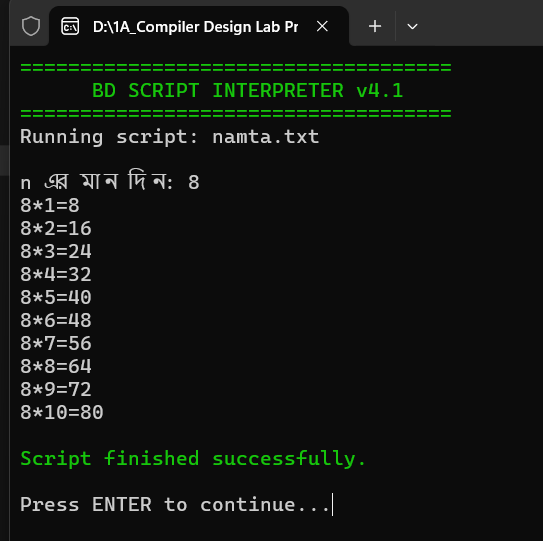 D:\1A_Compiler Design Lab Pr
====================================
BD SCRIPT INTERPRETER v4.1
====================================
Running script: namta.txt
n এর মান দিন: 8
8*1=8
8*2=16
8*3=24
8*4=32
8*5=40
8*6=48
8*7=56
8*8=64
8*9=72
8*10=80
Script finished successfully.
Press ENTER to continue...